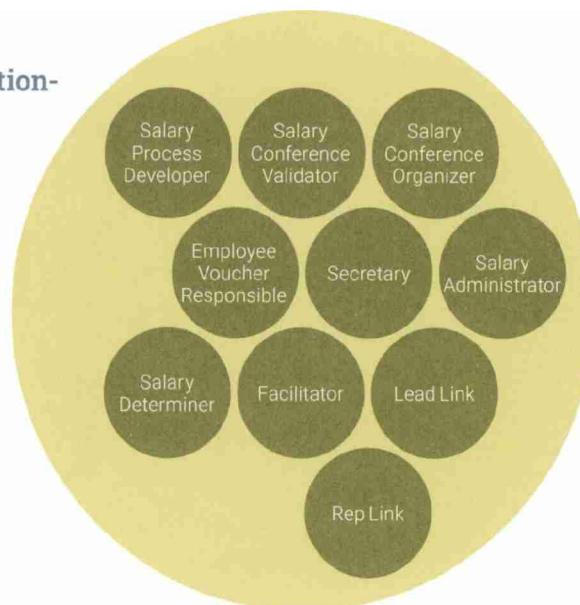 tion-
Salary
Process
Developer
Salary
Conference
Validator
Salary
Conference
Organizer
Employee
Voucher
Responsible
Secretary
Salary
Administrator
Salary
Determiner
Facilitator
Lead Link
Rep Link